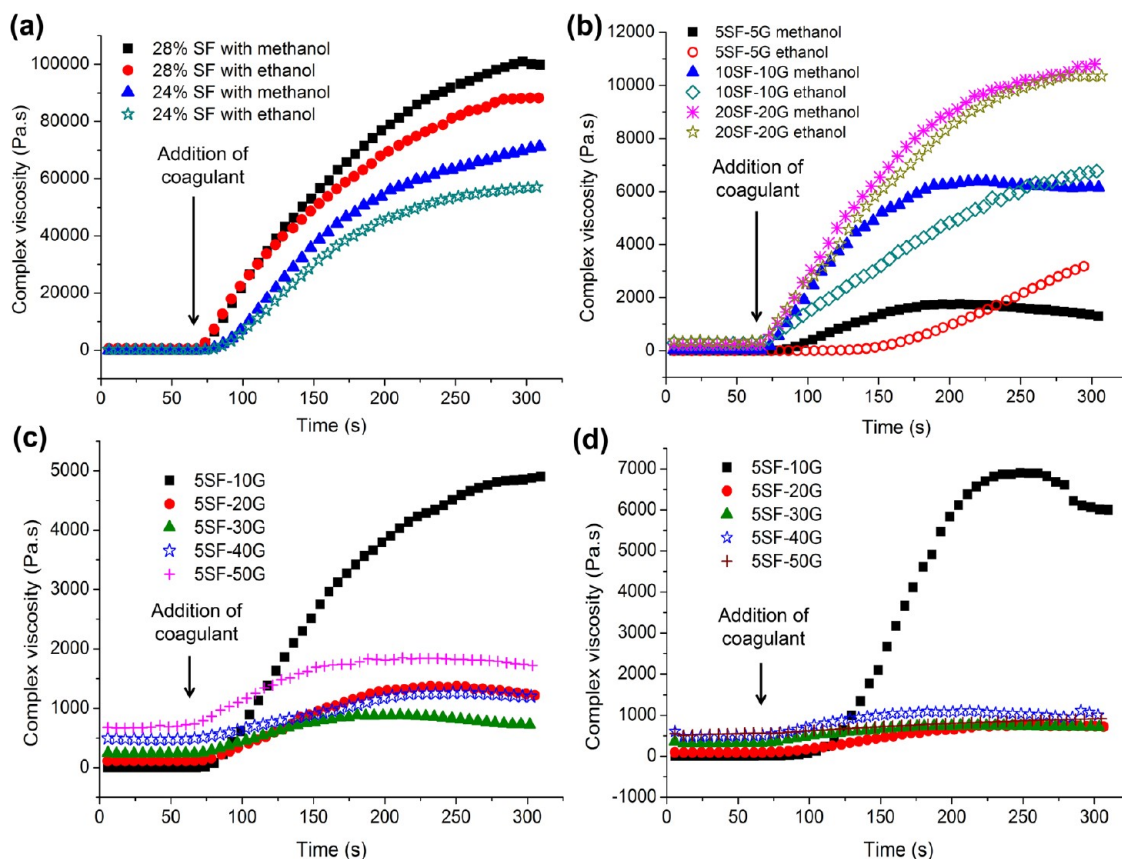 (a)
28% SF with methanol
28% SF with ethanol
24% SF with methanol
24% SF with ethanol
Addition of
coagulant
Complex viscosity (Pa.s)
100000
80000
60000
40000
20000
0
0 50 100 150 200 250 300
Time (s)
(b)
5SF-5G methanol
5SF-5G ethanol
10SF-10G methanol
10SF-10G ethanol
20SF-20G methanol
20SF-20G ethanol
Addition of
coagulant
Complex viscosity (Pa.s)
12000
10000
8000
6000
4000
2000
0
0 50 100 150 200 250 300
Time (s)
(c)
5SF-10G
5SF-20G
5SF-30G
5SF-40G
5SF-50G
Addition of
coagulant
Complex viscosity (Pa.s)
5000
4000
3000
2000
1000
0
0 50 100 150 200 250 300
Time (s)
(d)
5SF-10G
5SF-20G
5SF-30G
5SF-40G
5SF-50G
Addition of
coagulant
Complex viscosity (Pa.s)
7000
6000
5000
4000
3000
2000
1000
0
-1000
0 50 100 150 200 250 300
Time (s)